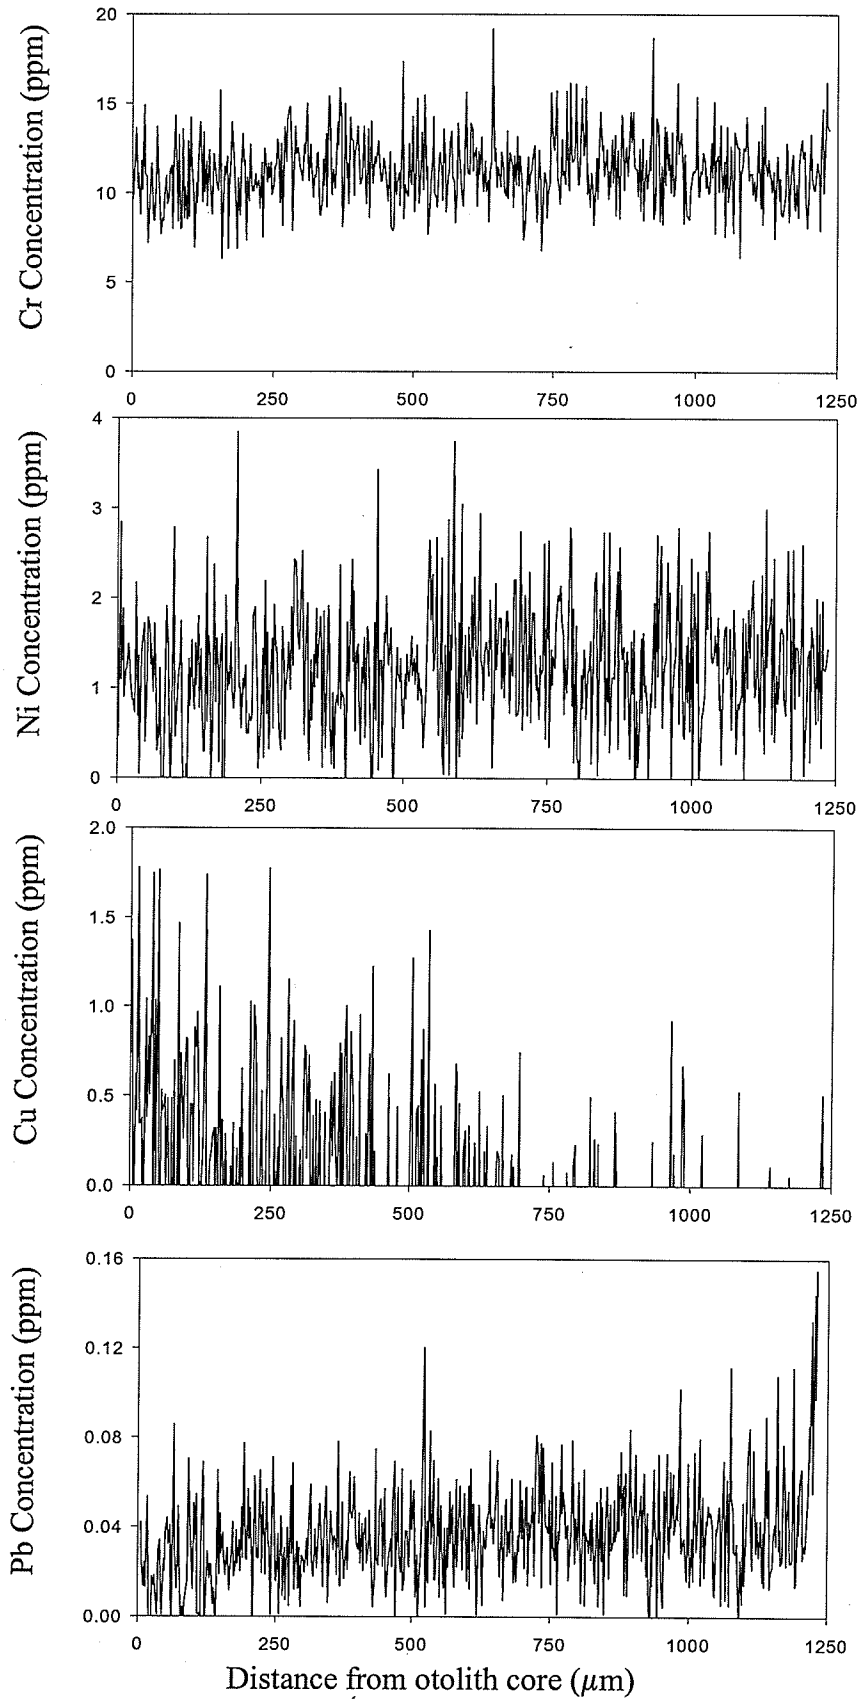 Cr Concentration (ppm)
20
15
10
5
0
0 250 500 750 1000 1250
Ni Concentration (ppm)
4
3
2
1
0
0 250 500 750 1000 1250
Cu Concentration (ppm)
2.0
1.5
1.0
0.5
0.0
0 250 500 750 1000 1250
Pb Concentration (ppm)
0.16
0.12
0.08
0.04
0.00
0 250 500 750 1000 1250
Distance from otolith core (μm)